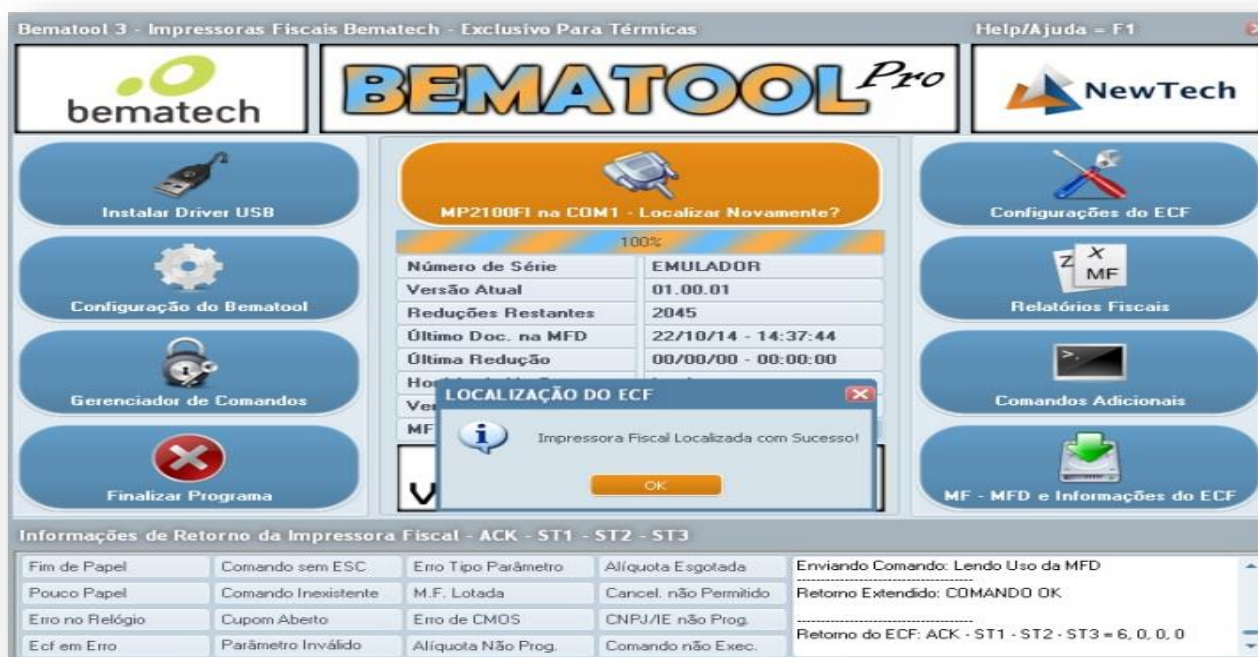 Bematool 3 - Impressoras Fiscais Bematech - Exclusivo Para Térmicas
Help/Ajuda = F1
bematech
BEMATOOL Pro
NewTech
Instalar Driver USB
Configuração do Bematool
Gerenciador de Comandos
Finalizar Programa
MP2100FI na COM1 - Localizar Novamente?
100%
Número de Série EMULADOR
Versão Atual 01.00.01
Reduções Restantes 2045
Último Doc. na MFD 22/10/14 - 14:37:44
Última Redução 00/00/00 - 00:00:00
MF
LOCALIZAÇÃO DO ECF
Impressora Fiscal Localizada com Sucesso!
OK
Configurações do ECF
Z X MF
Relatórios Fiscais
>.
Comandos Adicionais
MF - MFD e Informações do ECF
Informações de Retorno da Impressora Fiscal - ACK - ST1 - ST2 - ST3
Fim de Papel Comando sem ESC Erro Tipo Parâmetro Alíquota Esgotada
Pouco Papel Comando Inexistente M.F. Lotada Cancel. não Permitido
Erro no Relógio Cupom Aberto Erro de CMOS CNPJ/IE não Prog.
Ecf em Erro Parâmetro Inválido Alíquota Não Prog. Comando não Exec.
Enviando Comando: Lendo Uso da MFD
Retorno Extendido: COMANDO OK
Retorno do ECF: ACK - ST1 - ST2 - ST3 = 6, 0, 0, 0